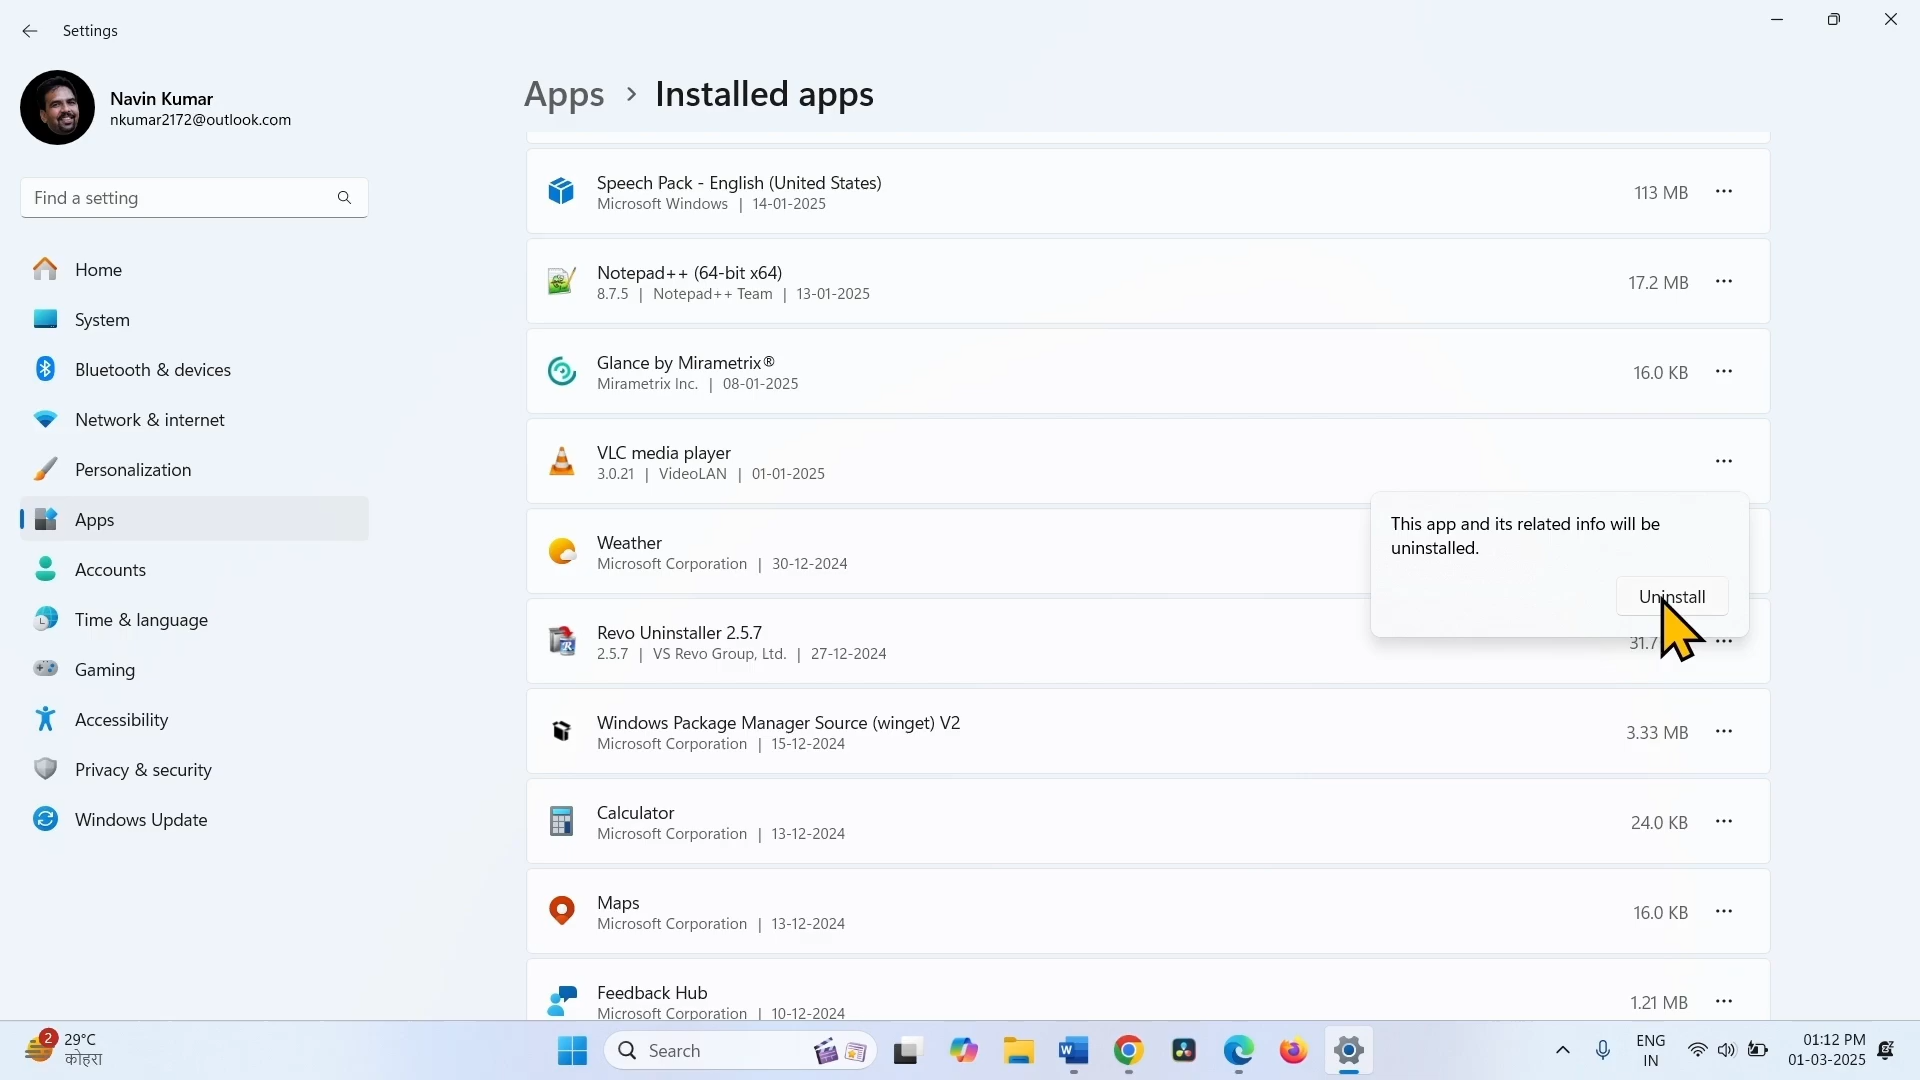 Settings
Navin Kumar
nkumar2172@outlook.com
Find a setting
Home
System
Bluetooth & devices
Network & internet
Personalization
Apps
Accounts
Time & language
Gaming
Accessibility
Privacy & security
Windows Update
Apps > Installed apps
Speech Pack - English (United States)
Microsoft Windows | 14-01-2025
113 MB
Notepad++ (64-bit x64)
8.7.5 | Notepad++ Team | 13-01-2025
17.2 MB
Glance by Mirametrix®
Mirametrix Inc. | 08-01-2025
16.0 KB
VLC media player
3.0.21 | VideoLAN | 01-01-2025
This app and its related info will be
uninstalled.
Uninstall
Weather
Microsoft Corporation | 30-12-2024
Revo Uninstaller 2.5.7
2.5.7 | VS Revo Group, Ltd. | 27-12-2024
31.7
Windows Package Manager Source (winget) V2
Microsoft Corporation | 15-12-2024
3.33 MB
Calculator
Microsoft Corporation | 13-12-2024
24.0 KB
Maps
Microsoft Corporation | 13-12-2024
16.0 KB
Feedback Hub
Microsoft Corporation | 10-12-2024
1.21 MB
2
29°C
कोहरा
Search
ENG
IN
01:12 PM
01-03-2025